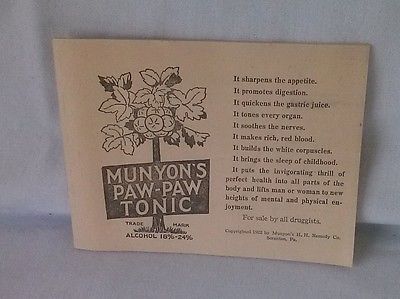 MUNYON'S
PAW-PAW
TONIC
TRADE MARK
ALCOHOL 18%-24%
It sharpens the appetite.
It promotes digestion.
It quickens the gastric juice.
It tones every organ.
It soothes the nerves.
It makes rich, red blood.
It builds the white corpuscles.
It brings the sleep of childhood.
It puts the invigorating thrill of
perfect health into all parts of the
body and lifts man or woman to new
heights of mental and physical en-
joyment.
For sale by all druggists.
Copyrighted 1922 by Munyon's H. H. Remedy Co.
Scranton, Pa.